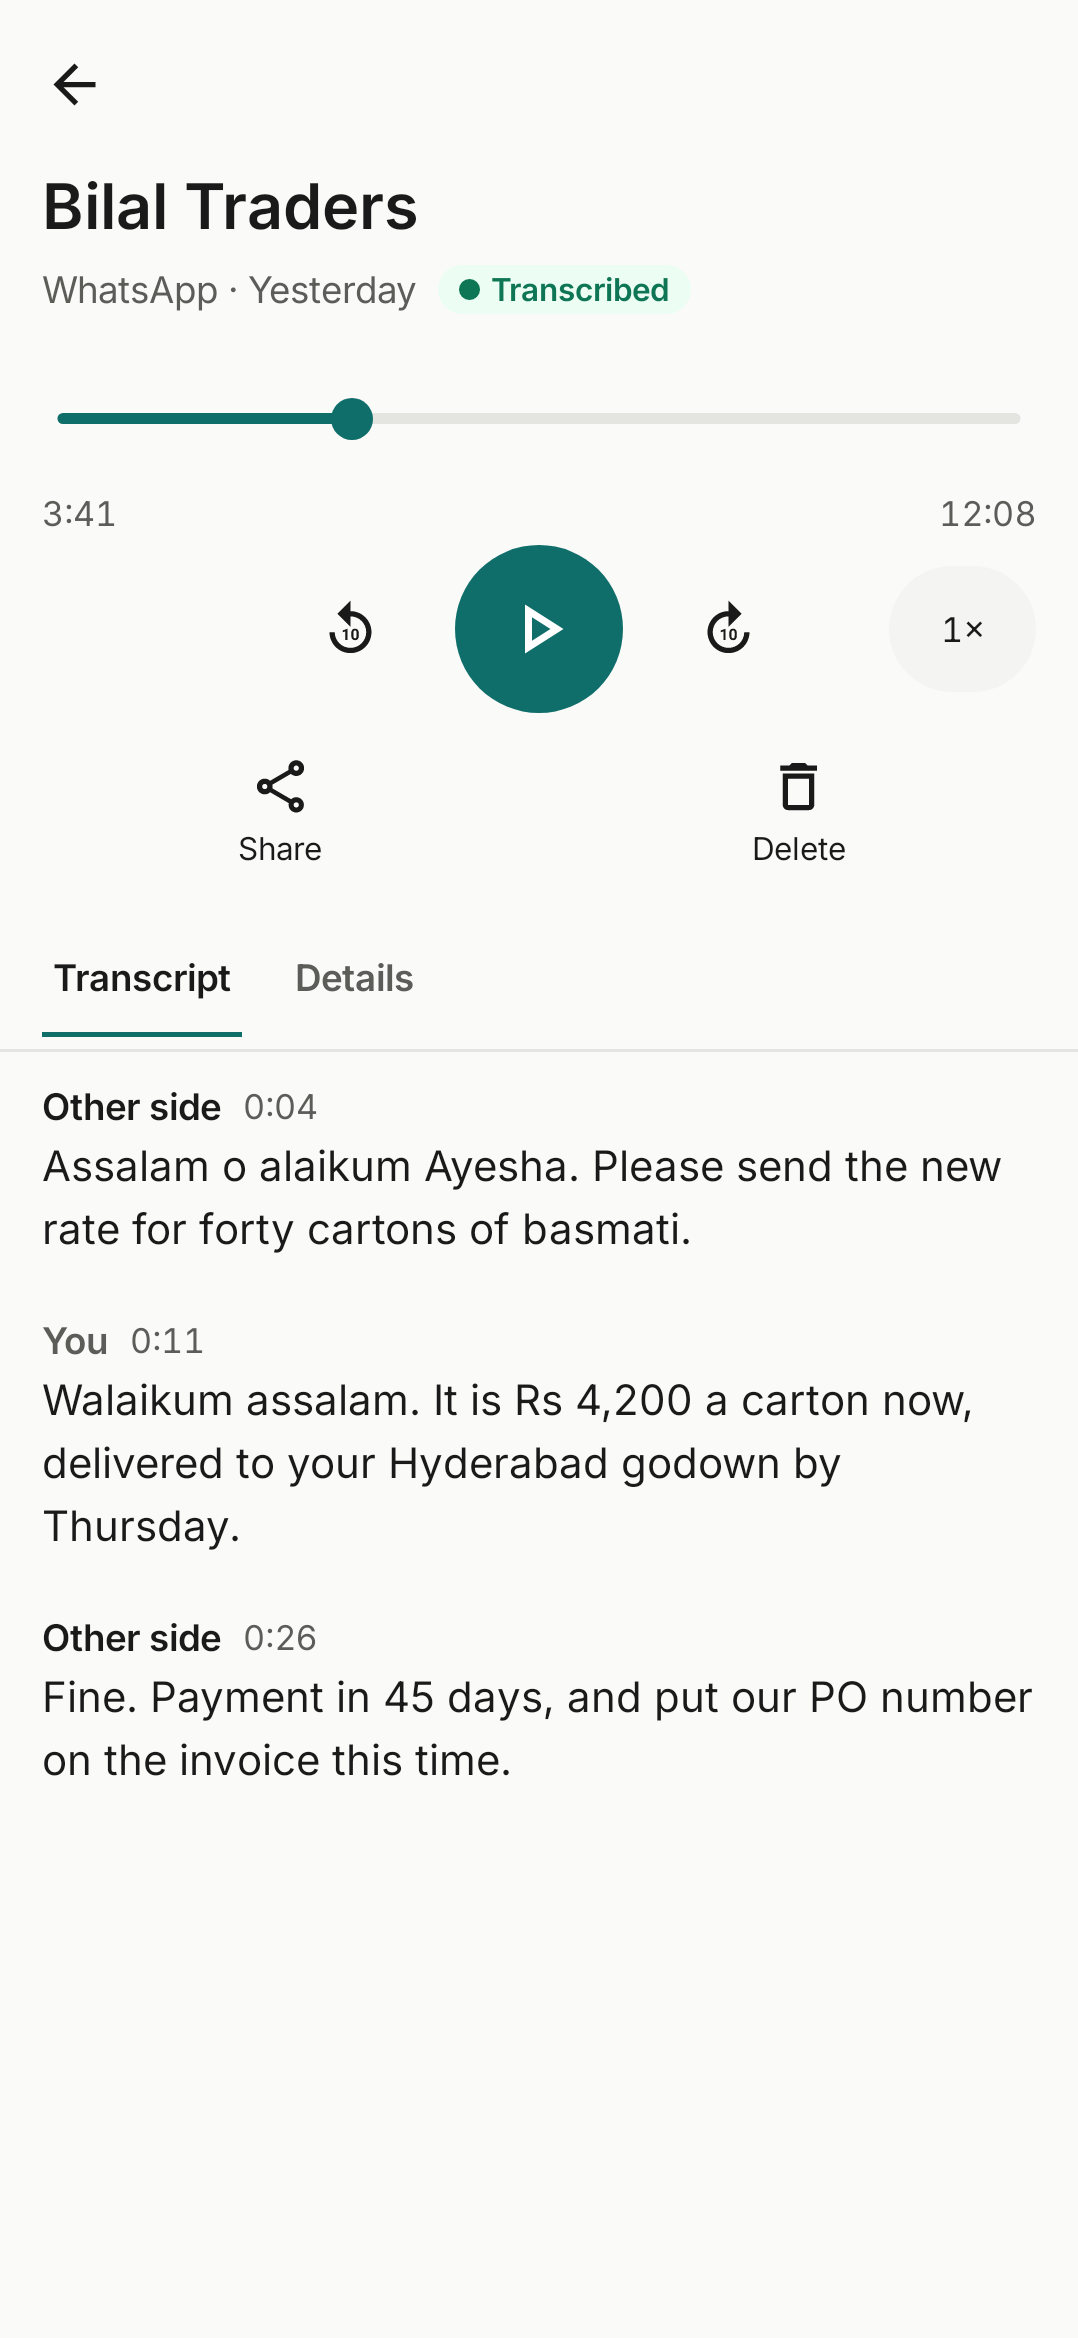 Bilal Traders
WhatsApp · Yesterday
Transcribed
3:41
12:08
10
10
1×
Share
Delete
Transcript
Details
Other side 0:04
Assalam o alaikum Ayesha. Please send the new
rate for forty cartons of basmati.
You 0:11
Walaikum assalam. It is Rs 4,200 a carton now,
delivered to your Hyderabad godown by
Thursday.
Other side 0:26
Fine. Payment in 45 days, and put our PO number
on the invoice this time.